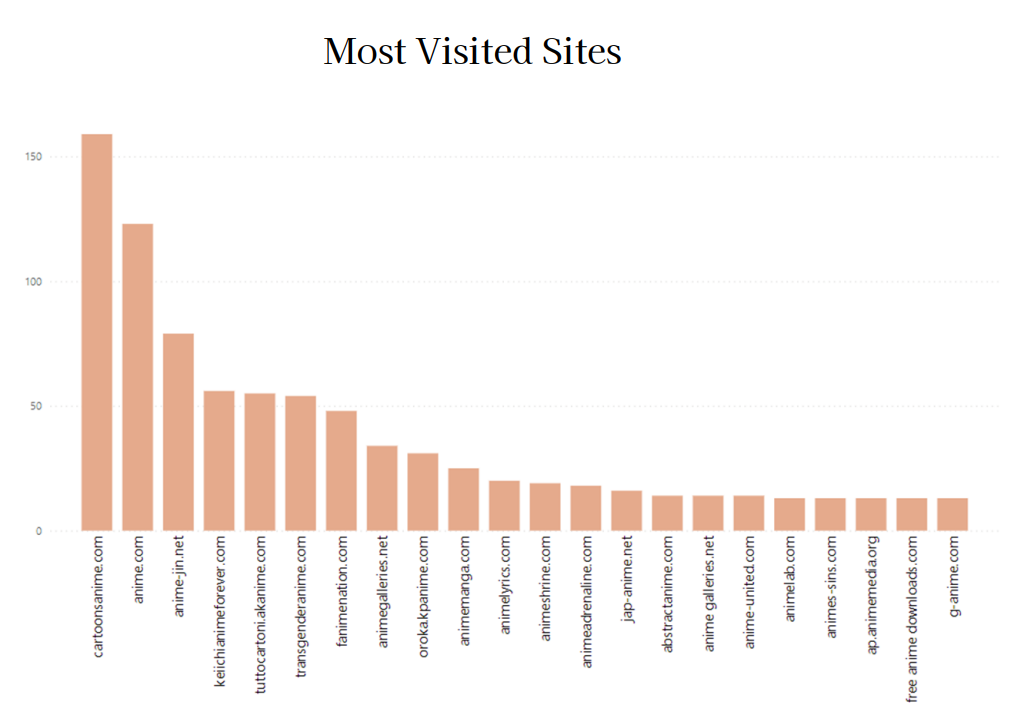 Most Visited Sites
150
100
50
0
cartoonsanime.com
anime.com
anime-jin.net
keiichianimeforever.com
tuttocartoni.akanime.com
transgenderanime.com
fanimenation.com
animegalleries.net
oroka.kpanime.com
animemanga.com
animelyrics.com
animeshrine.com
animeadrenaline.com
jap-anime.net
abstractanime.com
anime galleries.net
anime-united.com
animelab.com
animes-sins.com
ap.animemedia.org
free anime downloads.com
g-anime.com